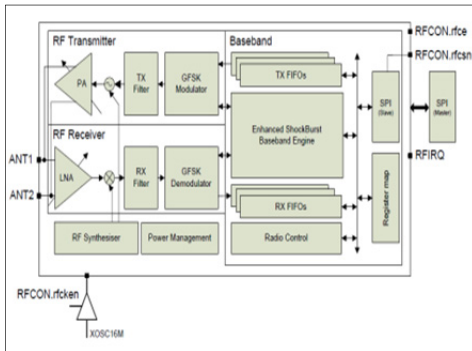 RFCON.rfce
RFCON.rfcsn
RF Transmitter
Baseband
PA
TX
Filter
GFSK
Modulator
TX FIFOs
SPI
(Slave)
SPI
(Master)
Enhanced ShockBurst
Baseband Engine
RFIRQ
RF Receiver
ANT1
ANT2
LNA
RX
Filter
GFSK
Demodulator
RX FIFOs
Register map
RF Synthesiser
Power Management
Radio Control
RFCON.rfcken
XOSC16M